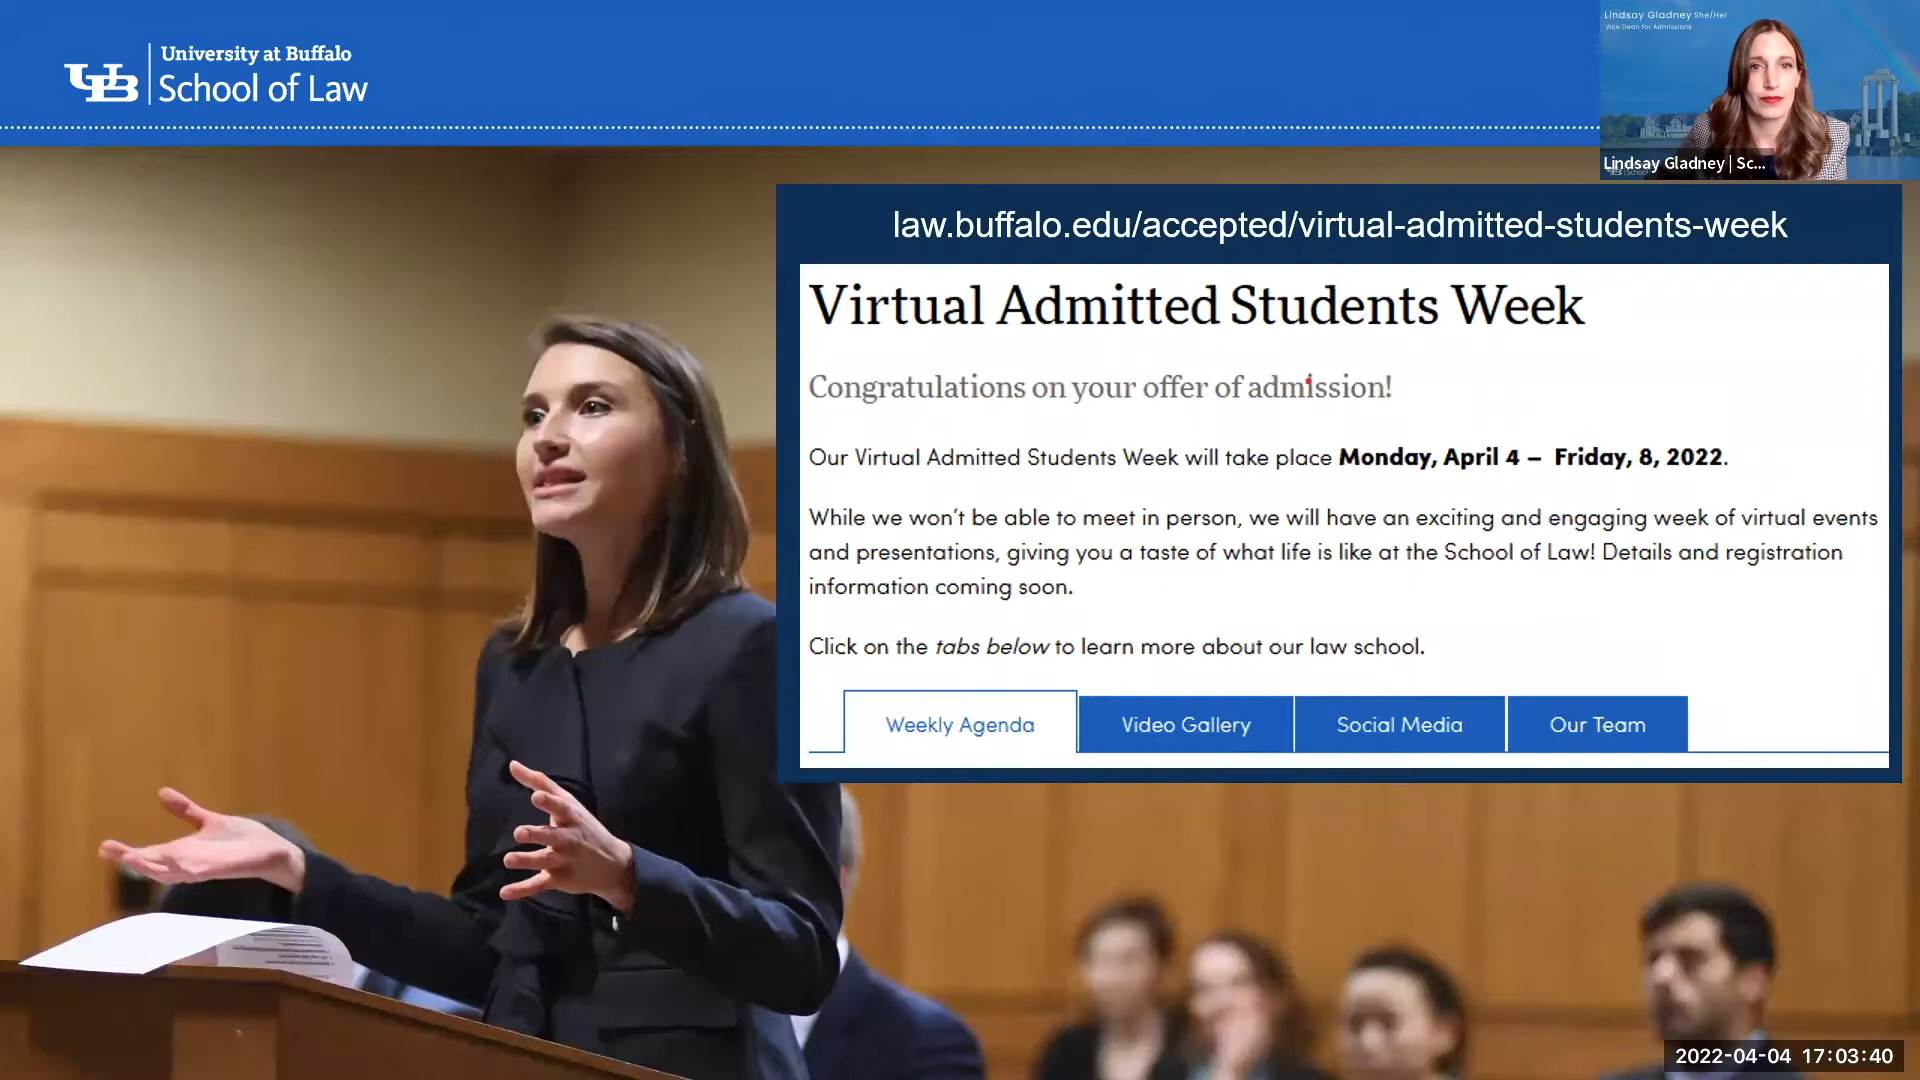 University at Buffalo
School of Law
Lindsay Gladney She/Her
Vice Dean for Admissions
Lindsay Gladney | Sc...
law.buffalo.edu/accepted/virtual-admitted-students-week
Virtual Admitted Students Week
Congratulations on your offer of admission!
Our Virtual Admitted Students Week will take place Monday, April 4 – Friday, 8, 2022.
While we won't be able to meet in person, we will have an exciting and engaging week of virtual events
and presentations, giving you a taste of what life is like at the School of Law! Details and registration
information coming soon.
Click on the tabs below to learn more about our law school.
Weekly Agenda
Video Gallery
Social Media
Our Team
2022-04-04 17:03:40